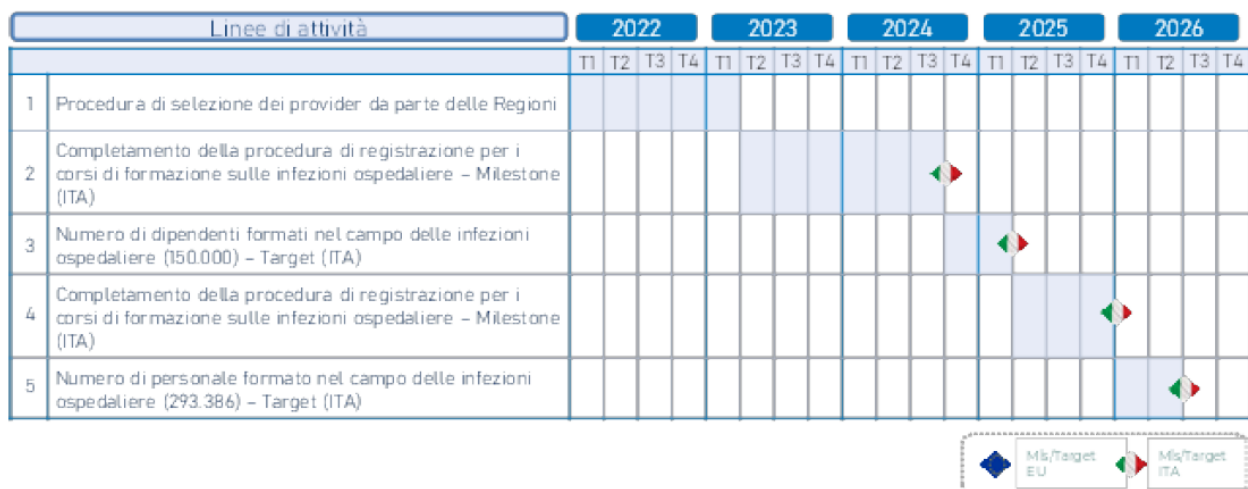 Linee di attività 2022 2023 2024 2025 2026
T1 T2 T3 T4 T1 T2 T3 T4 T1 T2 T3 T4 T1 T2 T3 T4 T1 T2 T3 T4
1 Procedura di selezione dei provider da parte delle Regioni
Completamento della procedura di registrazione per i
2 corsi di formazione sulle infezioni ospedaliere – Milestone
(ITA)
3 Numero di dipendenti formati nel campo delle infezioni
ospedaliere (150.000) – Target (ITA)
Completamento della procedura di registrazione per i
4 corsi di formazione sulle infezioni ospedaliere – Milestone
(ITA)
5 Numero di personale formato nel campo delle infezioni
ospedaliere (293.386) – Target (ITA)
Mls/Target Mls/Target
EU ITA